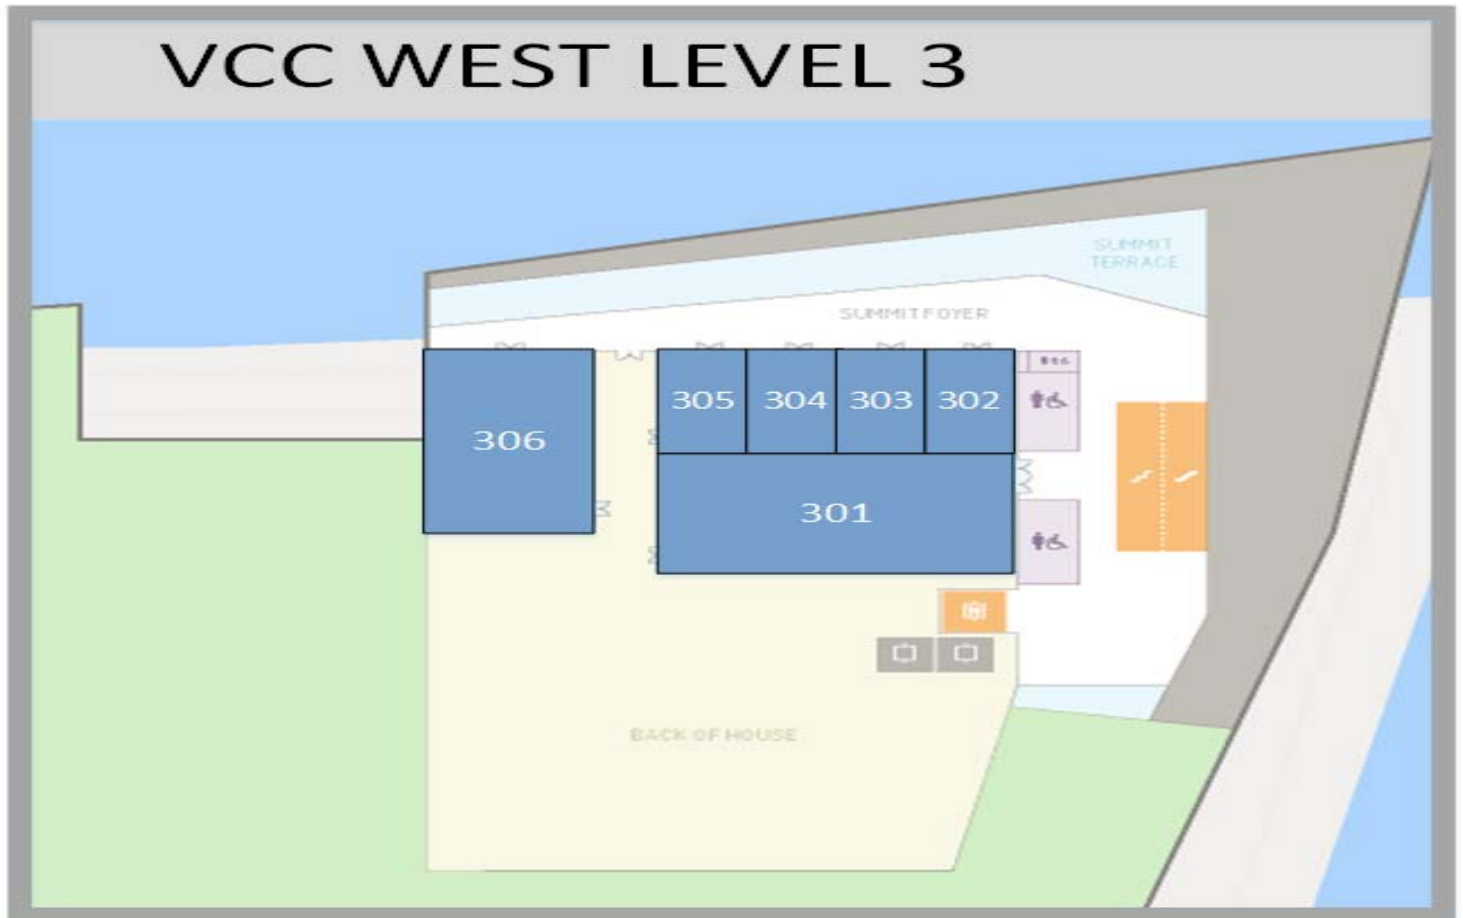 VCC WEST LEVEL 3
SUMMIT
TERRACE
SUMMIT FOYER
305 304 303 302
306
301
BACK OF HOUSE